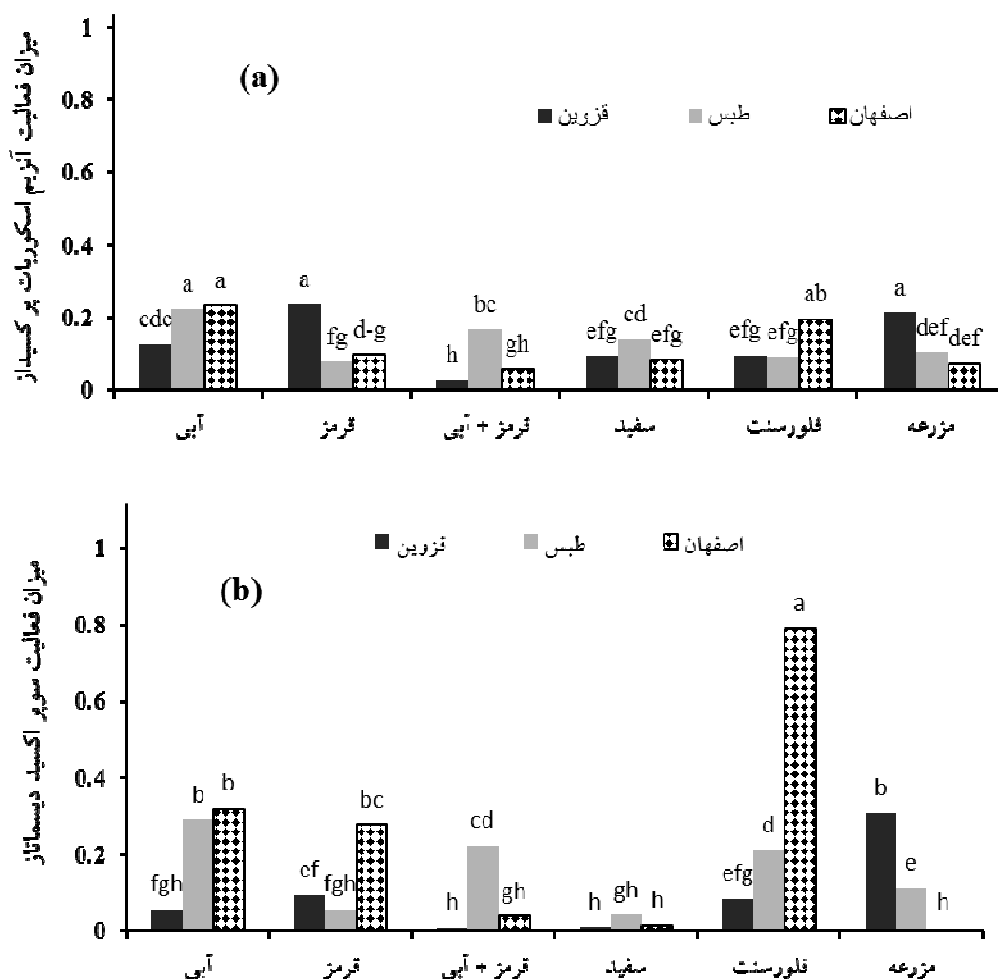 میزان فعالیت آنزیم اسکوربات پر کسیداز
1
0.8
0.6
0.4
0.2
0
(a)
قزوین طبس اصفهان
cdc a a a fg d-g h bc gh efg cd efg efg efg ab a def def
آبی قرمز قرمز + آبی سفید فلورسنت مزرعه
میزان فعالیت سوپر اکسید دیسماتاز
1
0.8
0.6
0.4
0.2
0
(b)
قزوین طبس اصفهان
fgh b b ef fgh bc h cd gh h gh h efg d a b e h
آبی قرمز قرمز + آبی سفید فلورسنت مزرعه